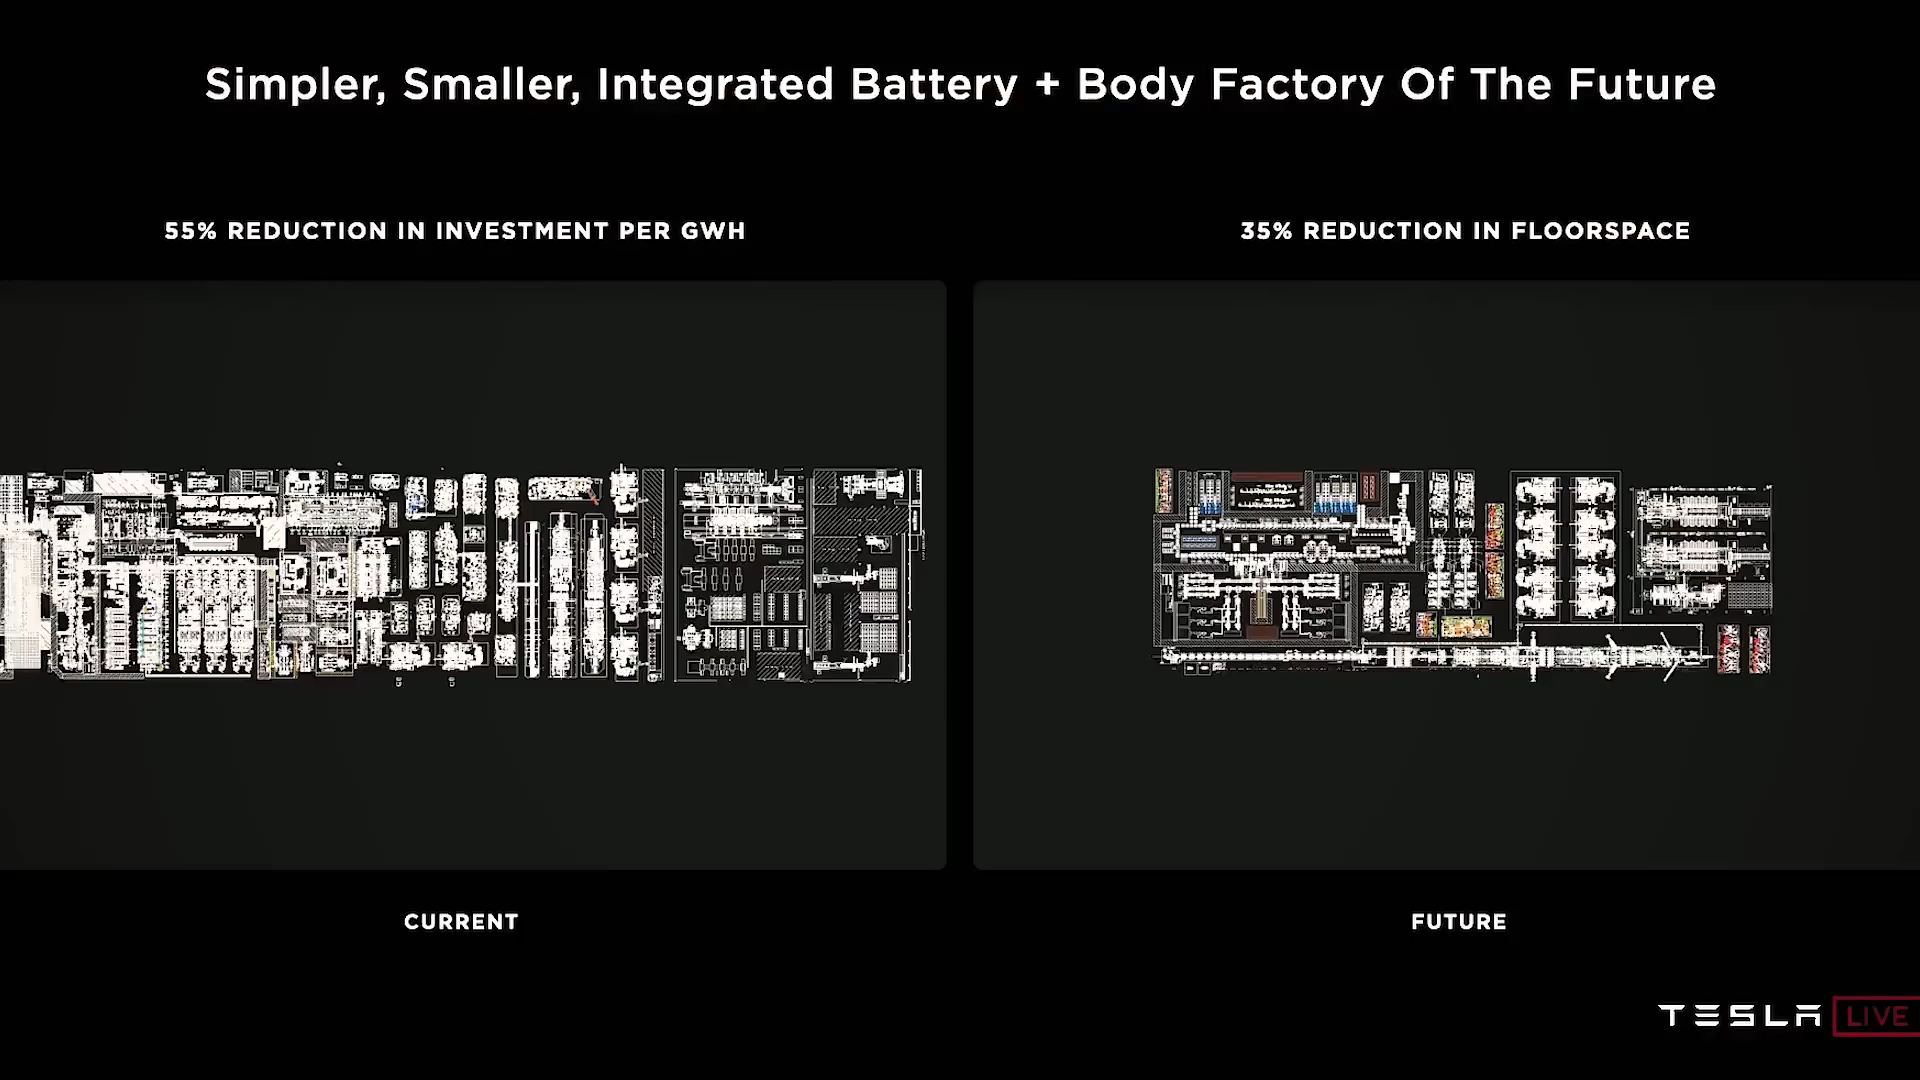 Simpler, Smaller, Integrated Battery + Body Factory Of The Future
55% REDUCTION IN INVESTMENT PER GWH
35% REDUCTION IN FLOORSPACE
CURRENT
FUTURE
TESLA LIVE